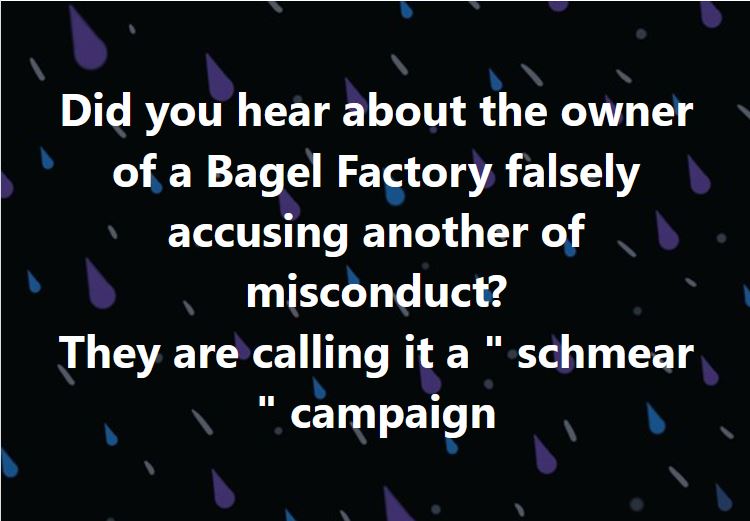 Did you hear about the owner
of a Bagel Factory falsely
accusing another of
misconduct?
They are calling it a " schmear
" campaign